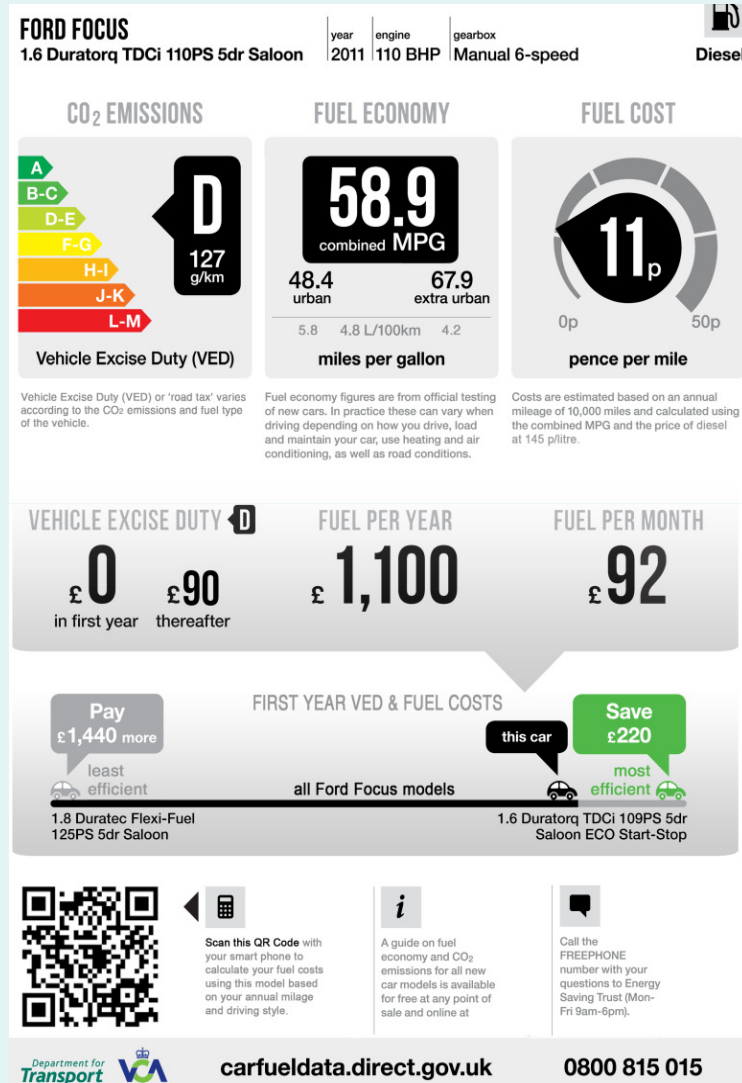 FORD FOCUS
1.6 Duratorq TDCi 110PS 5dr Saloon
year
2011
engine
110 BHP
gearbox
Manual 6-speed
Diesel
CO2 EMISSIONS
A
B-C
D-E
F-G
H-I
J-K
L-M
D
127
g/km
Vehicle Excise Duty (VED)
Vehicle Excise Duty (VED) or 'road tax' varies
according to the CO2 emissions and fuel type
of the vehicle.
FUEL ECONOMY
58.9
combined MPG
48.4
urban
67.9
extra urban
5.8 4.8 L/100km 4.2
miles per gallon
Fuel economy figures are from official testing
of new cars. In practice these can vary when
driving depending on how you drive, load
and maintain your car, use heating and air
conditioning, as well as road conditions.
FUEL COST
11p
0p
50p
pence per mile
Costs are estimated based on an annual
mileage of 10,000 miles and calculated using
the combined MPG and the price of diesel
at 145 p/litre.
VEHICLE EXCISE DUTY D
£0
in first year
£90
thereafter
FUEL PER YEAR
£1,100
FUEL PER MONTH
£92
FIRST YEAR VED & FUEL COSTS
Pay
£1,440 more
least
efficient
all Ford Focus models
this car
Save
£220
most
efficient
1.8 Duratec Flexi-Fuel
125PS 5dr Saloon
1.6 Duratorq TDCi 109PS 5dr
Saloon ECO Start-Stop
Scan this QR Code with
your smart phone to
calculate your fuel costs
using this model based
on your annual milage
and driving style.
i
A guide on fuel
economy and CO2
emissions for all new
car models is available
for free at any point of
sale and online at
Call the
FREEPHONE
number with your
questions to Energy
Saving Trust (Mon-
Fri 9am-6pm).
Department for
Transport
VCA
carfueldata.direct.gov.uk
0800 815 015